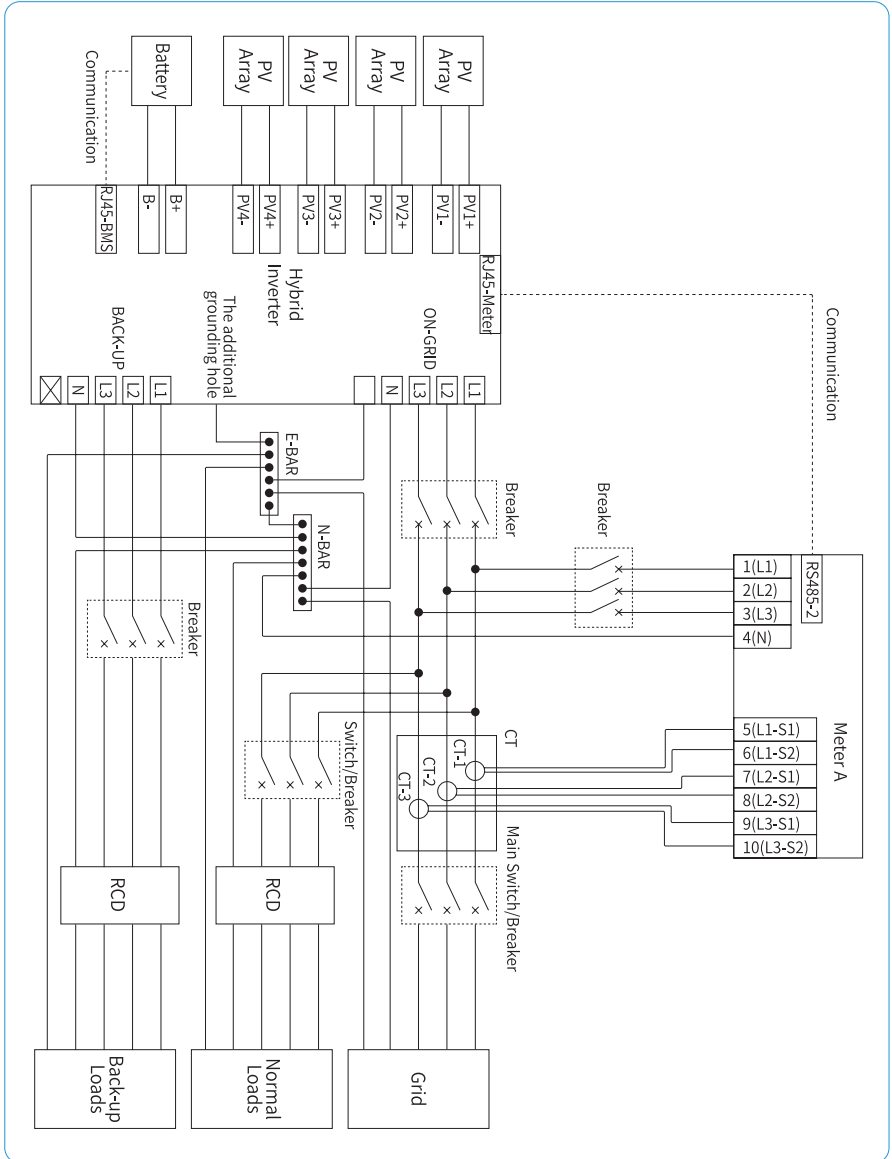 Battery
PV
Array
PV
Array
PV
Array
PV
Array
Communication
RJ45-BMS
B-
B+
PV4-
PV4+
PV3-
PV3+
PV2-
PV2+
PV1-
PV1+
RJ45-Meter
Communication
Hybrid
Inverter
The additional
grounding hole
BACK-UP
ON-GRID
N
L3
L2
L1
N
L3
L2
L1
E-BAR
N-BAR
Breaker
Breaker
Breaker
RS485-2
1(L1)
2(L2)
3(L3)
4(N)
Meter A
5(L1-S1)
6(L1-S2)
7(L2-S1)
8(L2-S2)
9(L3-S1)
10(L3-S2)
CT
CT-1
CT-2
CT-3
Switch/Breaker
Main Switch/Breaker
RCD
RCD
Back-up
Loads
Normal
Loads
Grid